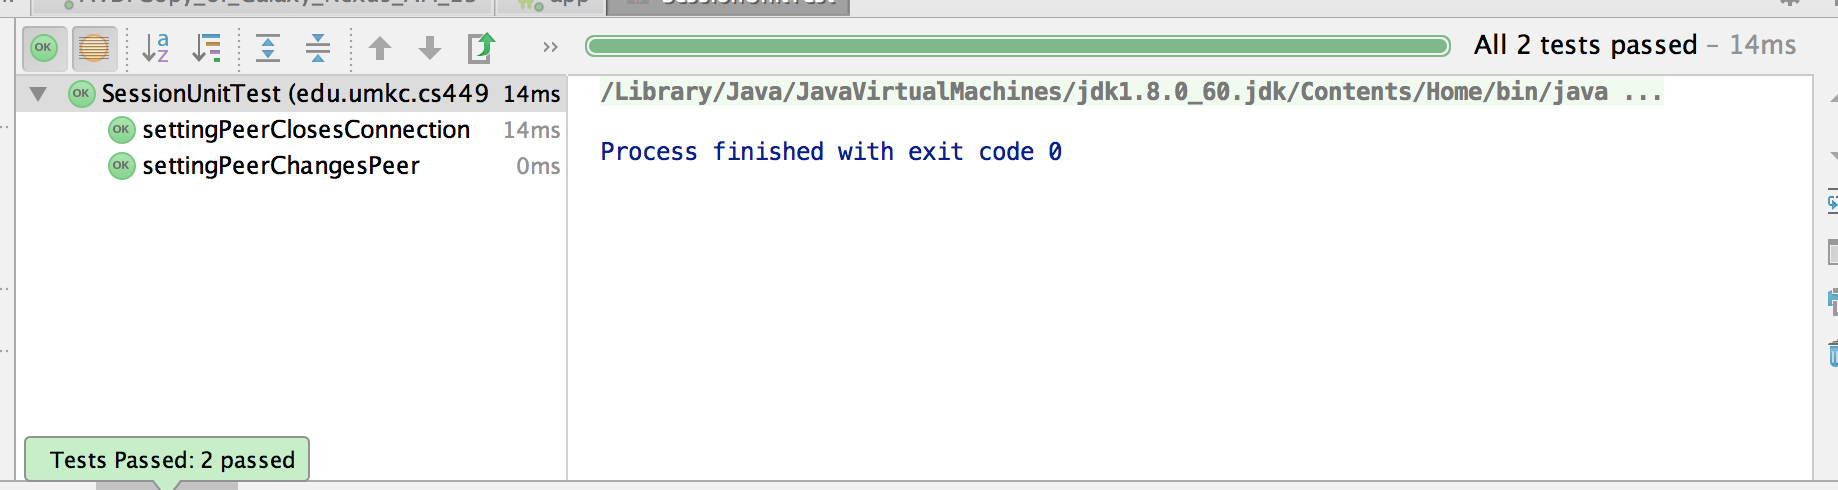 app
OK
All 2 tests passed – 14ms
OK SessionUnitTest (edu.umkc.cs449 14ms
OK settingPeerClosesConnection 14ms
OK settingPeerChangesPeer 0ms
/Library/Java/JavaVirtualMachines/jdk1.8.0_60.jdk/Contents/Home/bin/java ...
Process finished with exit code 0
Tests Passed: 2 passed